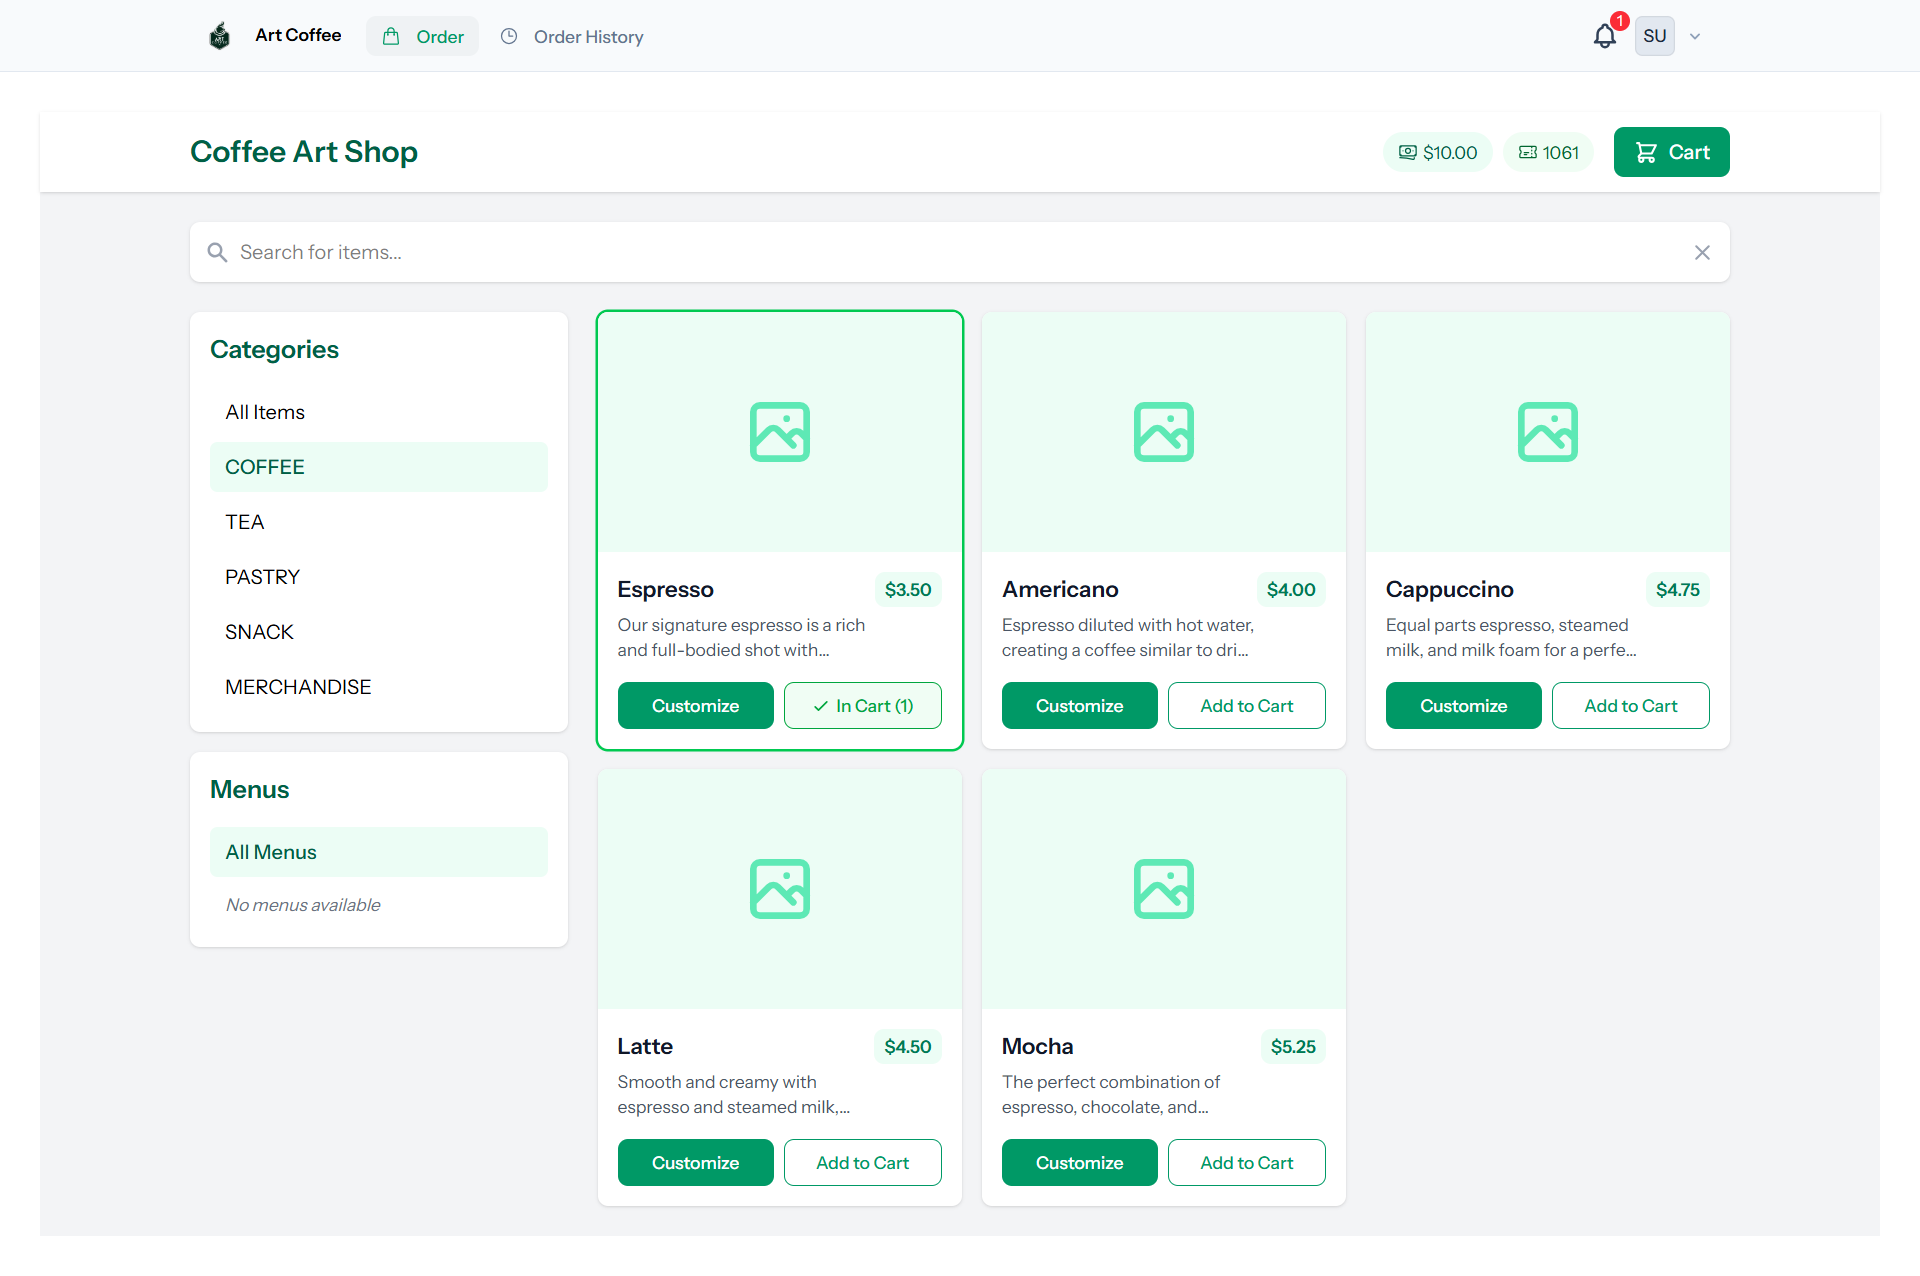 Art Coffee
Order
Order History
1
SU
Coffee Art Shop
$10.00
1061
Cart
Search for items...
Categories
All Items
COFFEE
TEA
PASTRY
SNACK
MERCHANDISE
Menus
All Menus
No menus available
Espresso
$3.50
Our signature espresso is a rich
and full-bodied shot with...
Customize
In Cart (1)
Americano
$4.00
Espresso diluted with hot water,
creating a coffee similar to dri...
Customize
Add to Cart
Cappuccino
$4.75
Equal parts espresso, steamed
milk, and milk foam for a perfe...
Customize
Add to Cart
Latte
$4.50
Smooth and creamy with
espresso and steamed milk,...
Customize
Add to Cart
Mocha
$5.25
The perfect combination of
espresso, chocolate, and...
Customize
Add to Cart